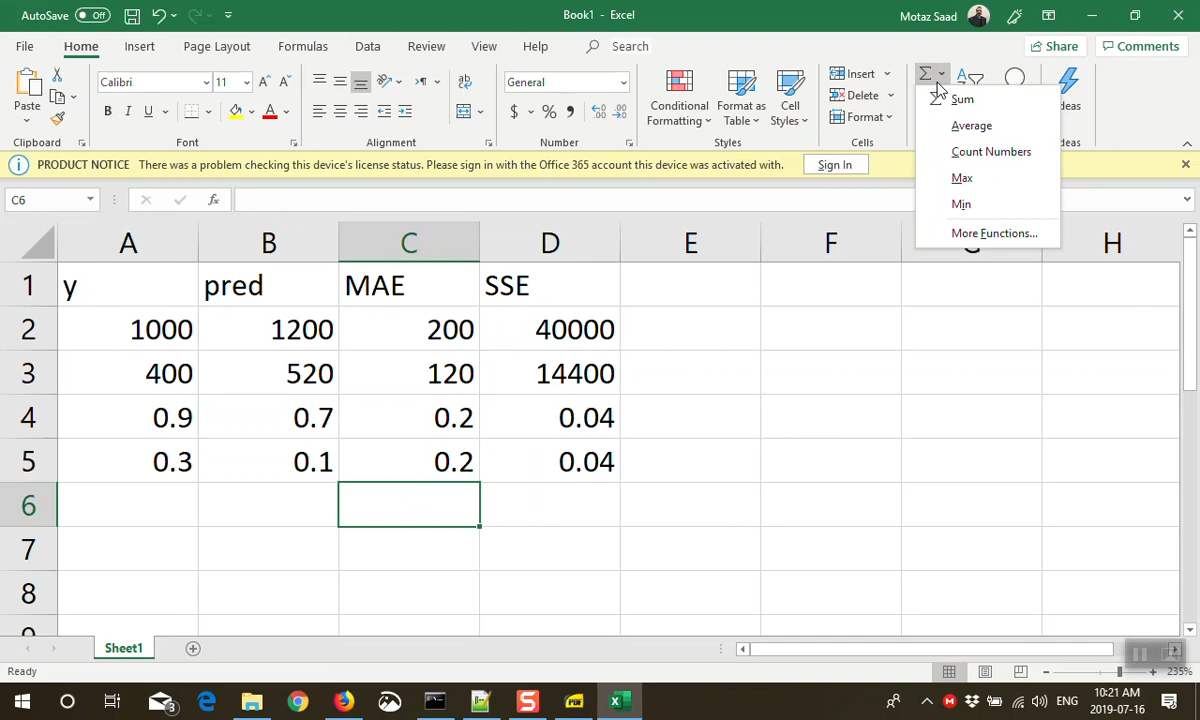 AutoSave Off Book1 - Excel Motaz Saad
File Home Insert Page Layout Formulas Data Review View Help Search Share Comments
Paste Calibri 11 General Insert
Conditional Formatting Format as Table Cell Styles Delete
B I U $ % Format
Clipboard Font Alignment Number Styles Cells
Sum
Average
Count Numbers
Max
Min
More Functions...
PRODUCT NOTICE There was a problem checking this device's license status. Please sign in with the Office 365 account this device was activated with. Sign In
C6 fx
A B C D E F H
1 y pred MAE SSE
2 1000 1200 200 40000
3 400 520 120 14400
4 0.9 0.7 0.2 0.04
5 0.3 0.1 0.2 0.04
6
7
8
Sheet1
Ready 235%
3 ENG 10:21 AM
2019-07-16